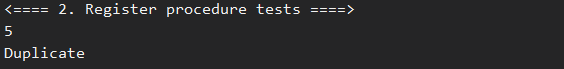 <==== 2. Register procedure tests ====>
5
Duplicate